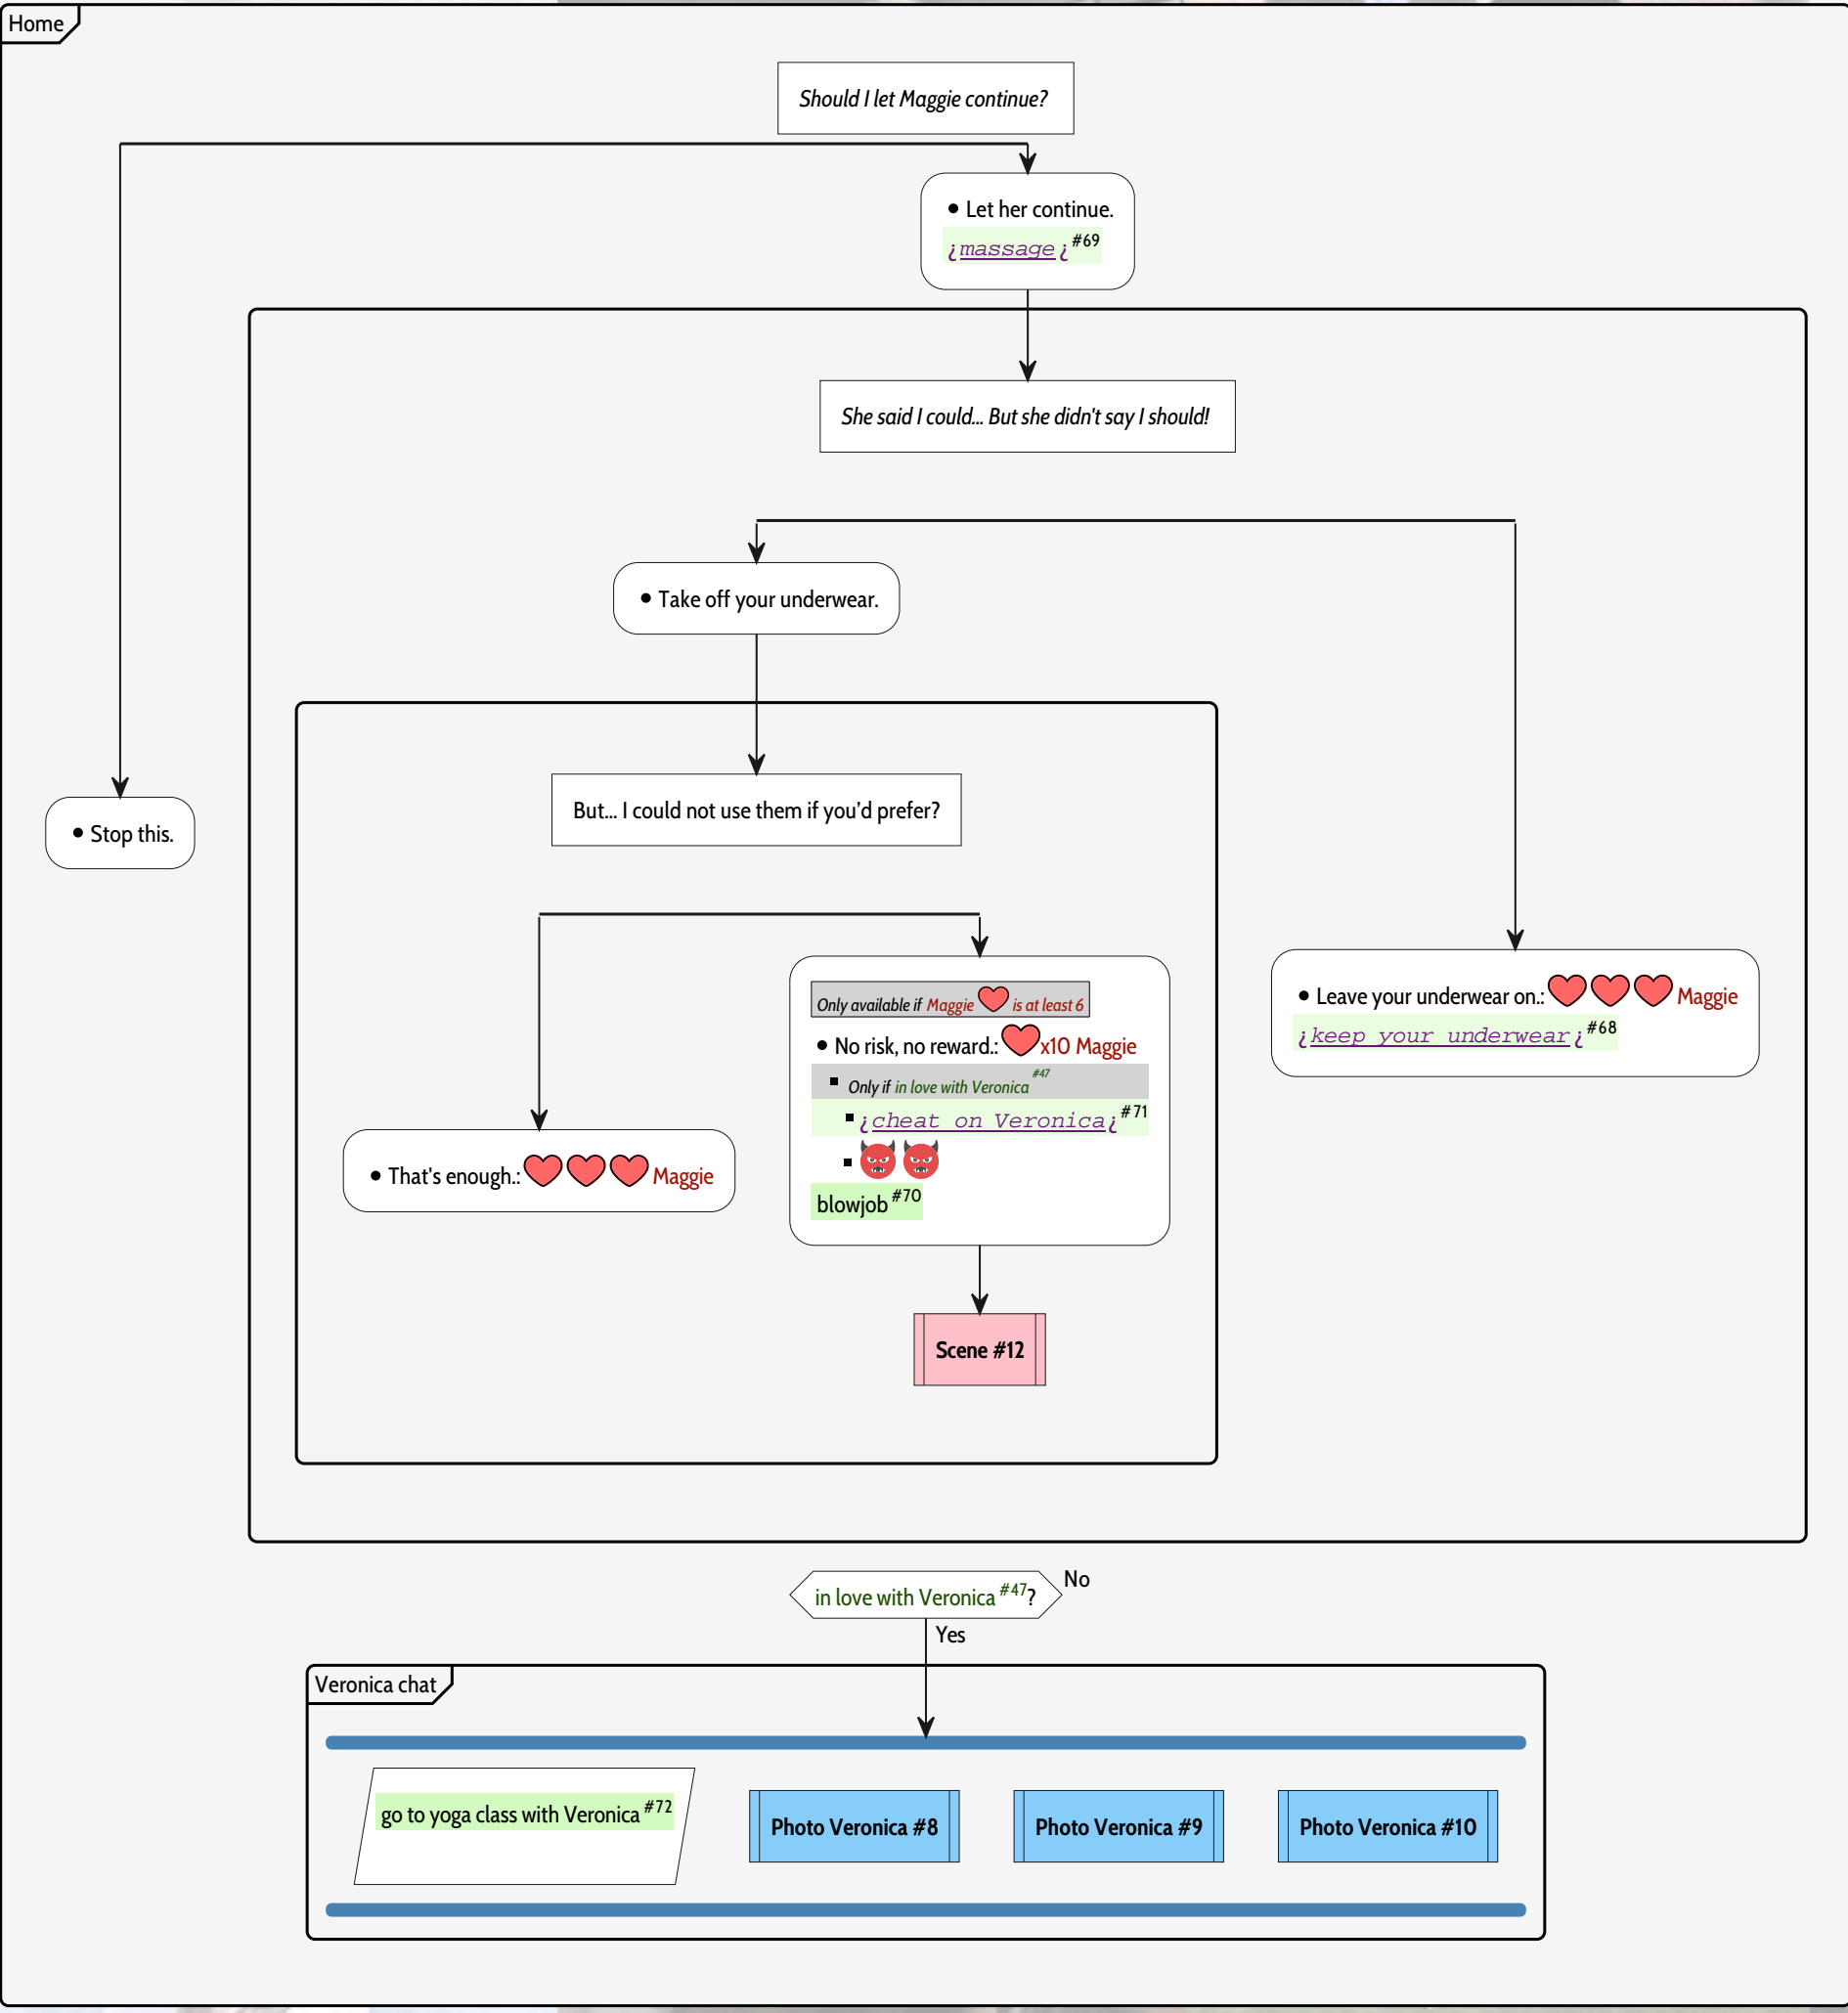 Home
Should I let Maggie continue?
• Let her continue.
¿massage¿#69
She said I could... But she didn't say I should!
• Take off your underwear.
But... I could not use them if you’d prefer?
• Stop this.
Only available if Maggie is at least 6
• No risk, no reward.: x10 Maggie
▪ Only if in love with Veronica #47
▪ ¿cheat on Veronica¿#71
▪
blowjob #70
• Leave your underwear on.: Maggie
¿keep your underwear¿#68
• That's enough.: Maggie
Scene #12
in love with Veronica #47?
No
Yes
Veronica chat
go to yoga class with Veronica #72
Photo Veronica #8
Photo Veronica #9
Photo Veronica #10